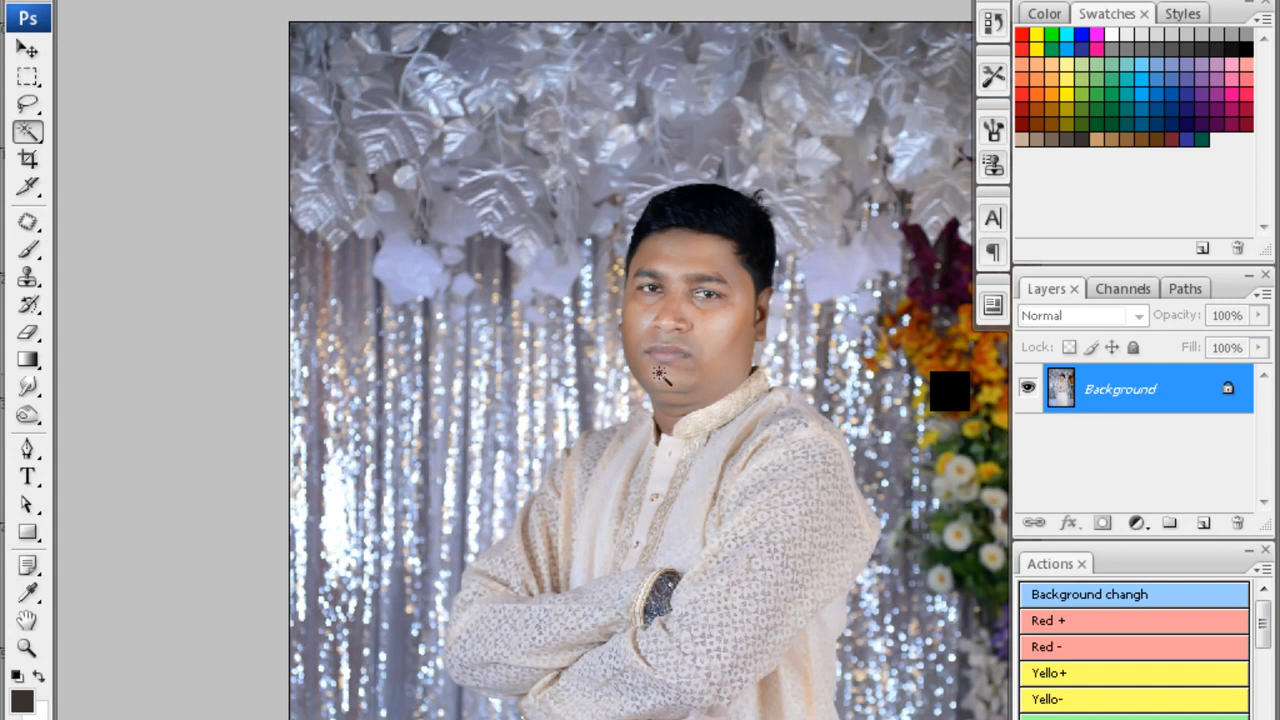 Ps
Color
Swatches
Styles
Layers
Channels
Paths
Normal
Opacity: 100%
Lock:
Fill: 100%
Background
fx
T
A
Actions
Background changh
Red +
Red -
Yello+
Yello-